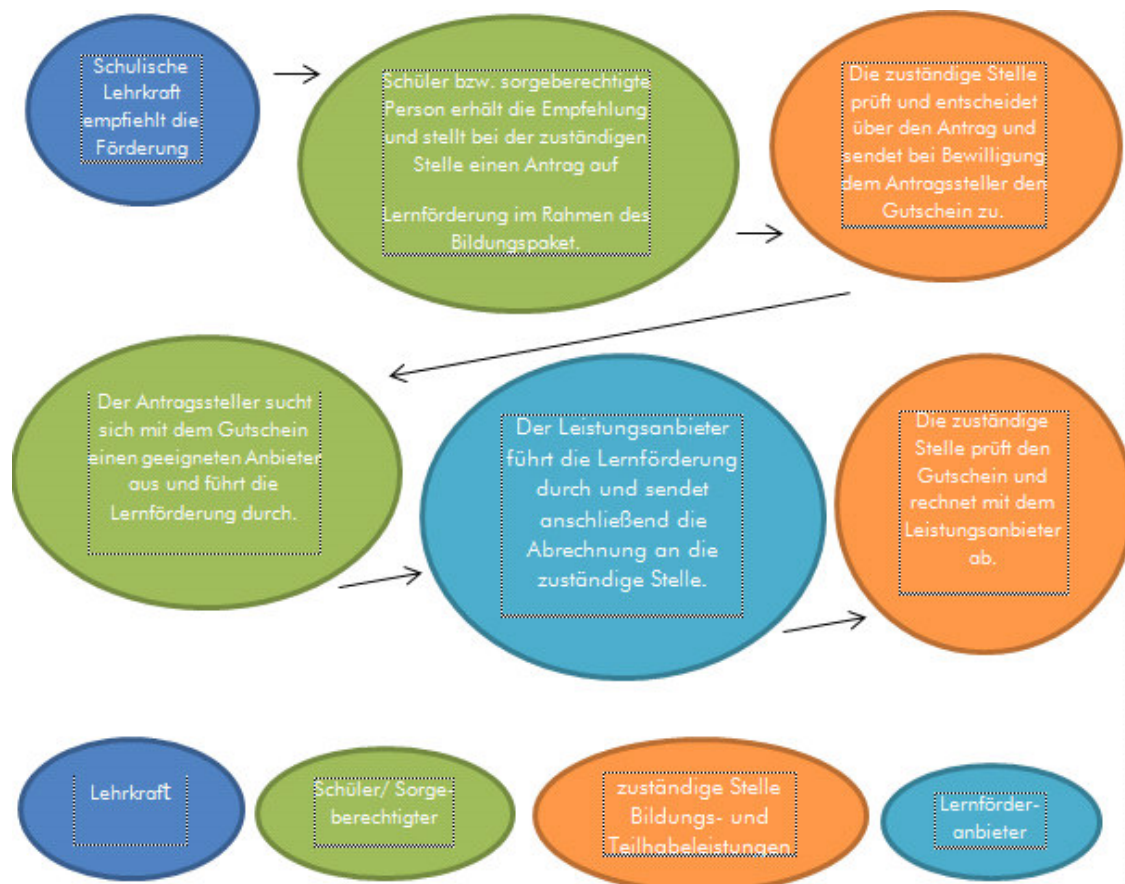 Schulische
Lehrkraft
empfiehlt die
Förderung
Schüler bzw. sorgeberechtigte
Person erhält die Empfehlung
und stellt bei der zuständigen
Stelle einen Antrag auf
Lernförderung im Rahmen des
Bildungspaket.
Die zuständige Stelle
prüft und entscheidet
über den Antrag und
sendet bei Bewilligung
dem Antragssteller den
Gutschein zu.
Der Antragssteller sucht
sich mit dem Gutschein
einen geeigneten Anbieter
aus und führt die
Lernförderung durch.
Der Leistungsanbieter
führt die Lernförderung
durch und sendet
anschließend die
Abrechnung an die
zuständige Stelle.
Die zuständige
Stelle prüft den
Gutschein und
rechnet mit dem
Leistungsanbieter
ab.
Lehrkraft
Schüler/ Sorge-
berechtigter
zuständige Stelle
Bildungs- und
Teilhabeleistungen
Lernförder-
anbieter